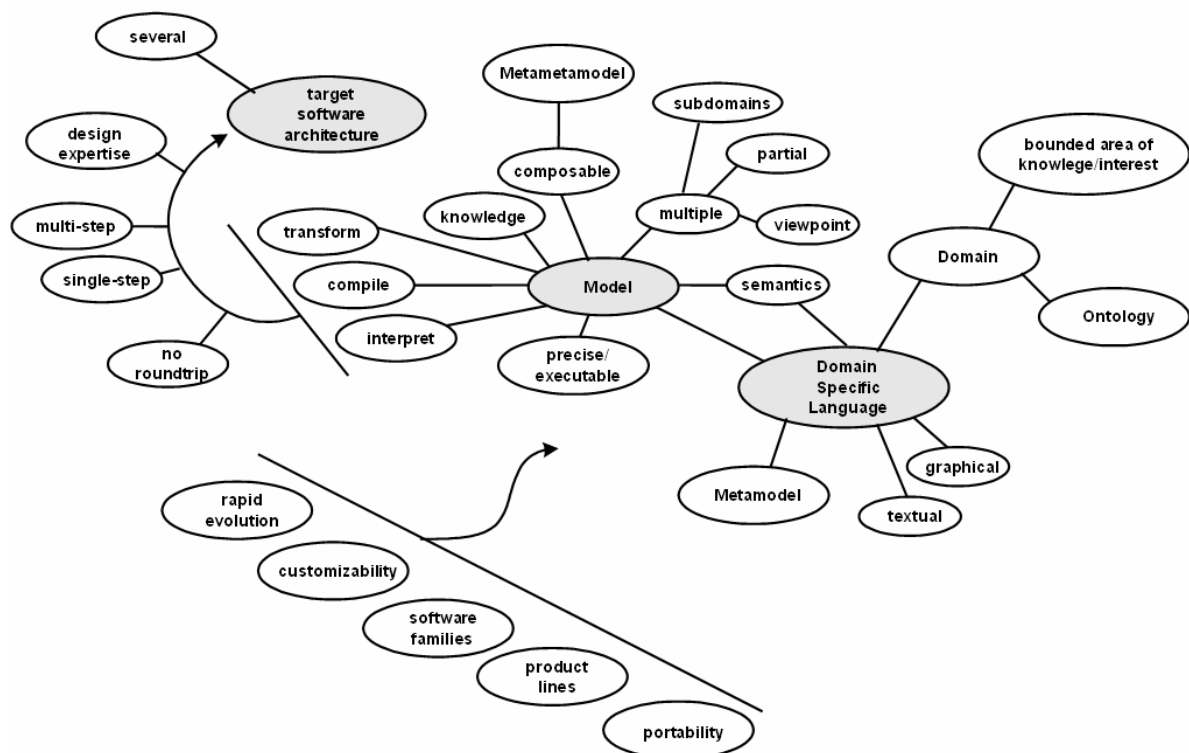 several
target
software
architecture
Metametamodel
subdomains
design
expertise
partial
bounded area of
knowlege/interest
composable
knowledge
multiple
multi-step
transform
viewpoint
single-step
Domain
compile
Model
semantics
interpret
Ontology
no
roundtrip
precise/
executable
Domain
Specific
Language
graphical
Metamodel
textual
rapid
evolution
customizability
software
families
product
lines
portability